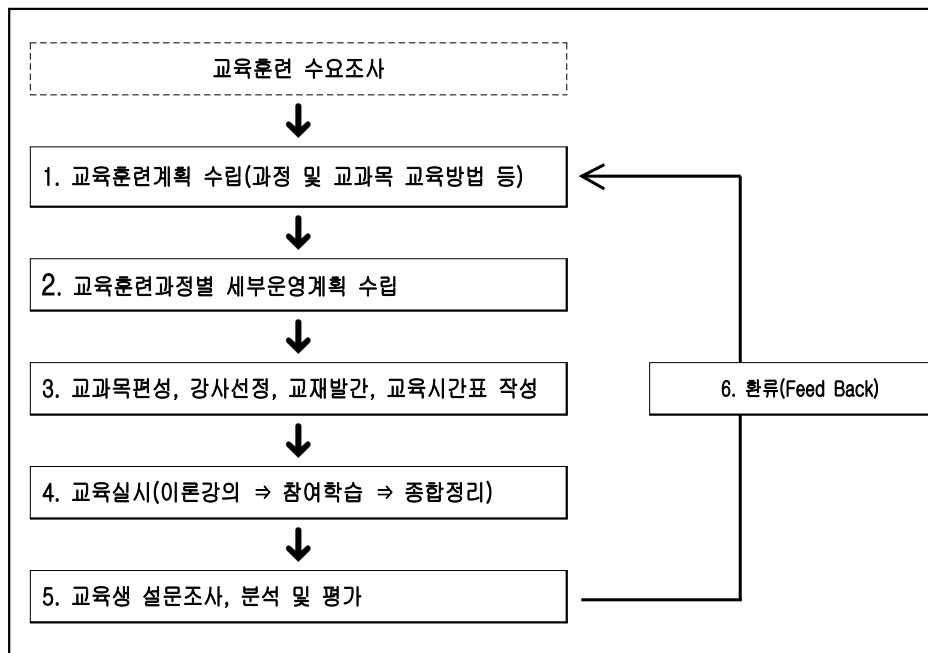 교육훈련 수요조사
1. 교육훈련계획 수립(과정 및 교과목 교육방법 등)
2. 교육훈련과정별 세부운영계획 수립
3. 교과목편성, 강사선정, 교재발간, 교육시간표 작성
6. 환류(Feed Back)
4. 교육실시(이론강의 ⇒ 참여학습 ⇒ 종합정리)
5. 교육생 설문조사, 분석 및 평가